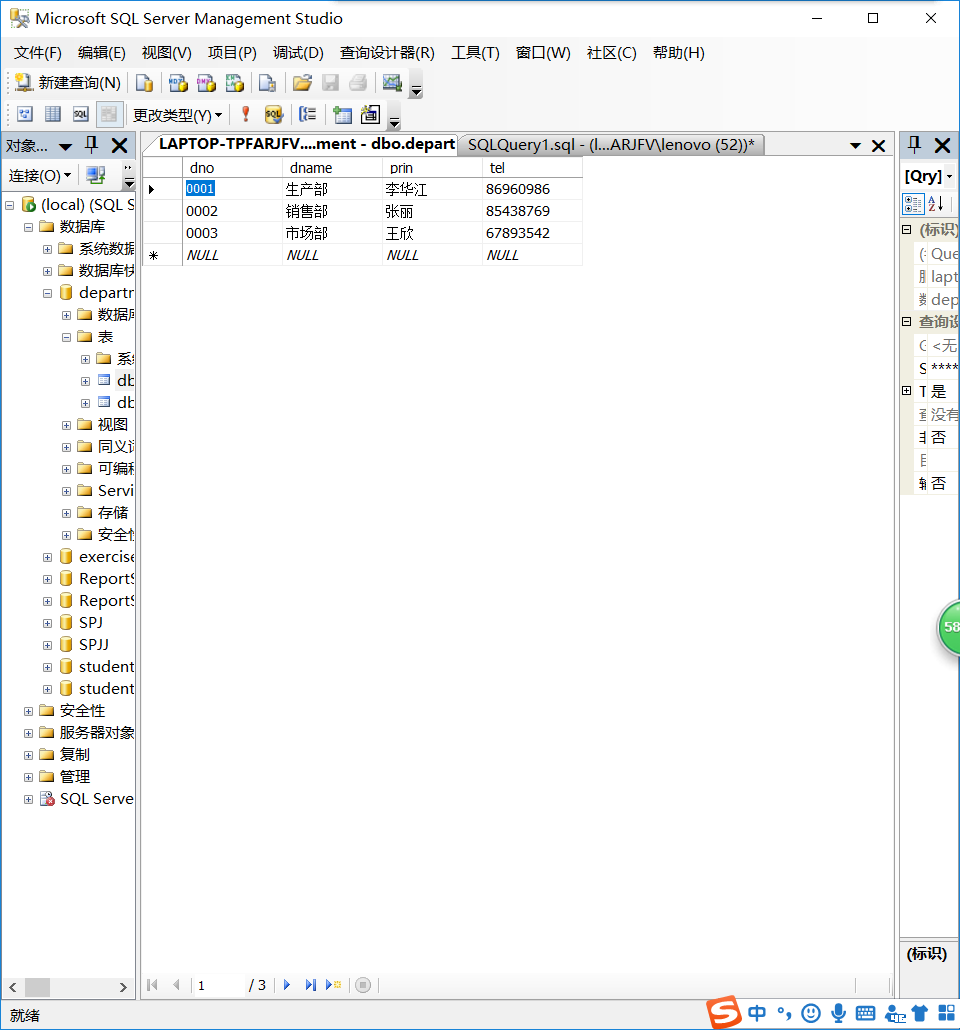 Microsoft SQL Server Management Studio
文件(F) 编辑(E) 视图(V) 项目(P) 调试(D) 查询设计器(R) 工具(T) 窗口(W) 社区(C) 帮助(H)
新建查询(N)
更改类型(Y)
对象...
LAPTOP-TPFARJFV....ment - dbo.depart
SQLQuery1.sql - (l...ARJFV\lenovo (52))*
连接(O)
(local) (SQL S
数据库
系统数据
数据库快
departm
数据库
表
系统
db
db
视图
同义词
可编程
Servi
存储
安全性
exercise
ReportS
ReportS
SPJ
SPJJ
student
student
安全性
服务器对象
复制
管理
SQL Serve
dno dname prin tel
0001 生产部 李华江 86960986
0002 销售部 张丽 85438769
0003 市场部 王欣 67893542
NULL NULL NULL NULL
1 / 3
[Qry]
(标识)
Que
lapt
dep
查询设
<无
S ****
T 是
没有
否
否
(标识)
58
就绪
中